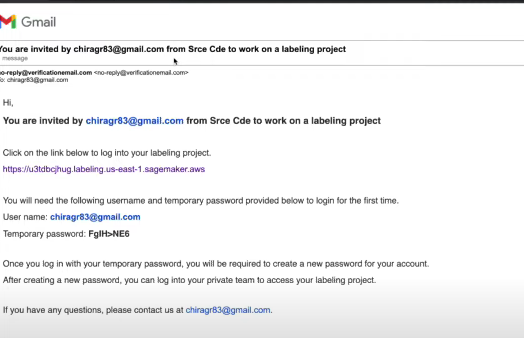 Gmail
You are invited by chiragr83@gmail.com from Srce Cde to work on a labeling project
message
no-reply@verificationemail.com <no-reply@verificationemail.com>
To: chiragr83@gmail.com
Hi,
You are invited by chiragr83@gmail.com from Srce Cde to work on a labeling project
Click on the link below to log into your labeling project.
https://u3tdbcjhug.labeling.us-east-1.sagemaker.aws
You will need the following username and temporary password provided below to login for the first time.
User name: chiragr83@gmail.com
Temporary password: FgIH>NE6
Once you log in with your temporary password, you will be required to create a new password for your account.
After creating a new password, you can log into your private team to access your labeling project.
If you have any questions, please contact us at chiragr83@gmail.com.